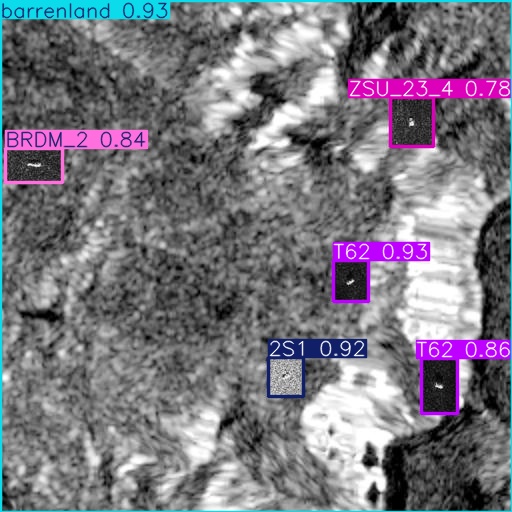 barrenland 0.93
ZSU_23_4 0.78
BRDM_2 0.84
T62 0.93
2S1 0.92
T62 0.86